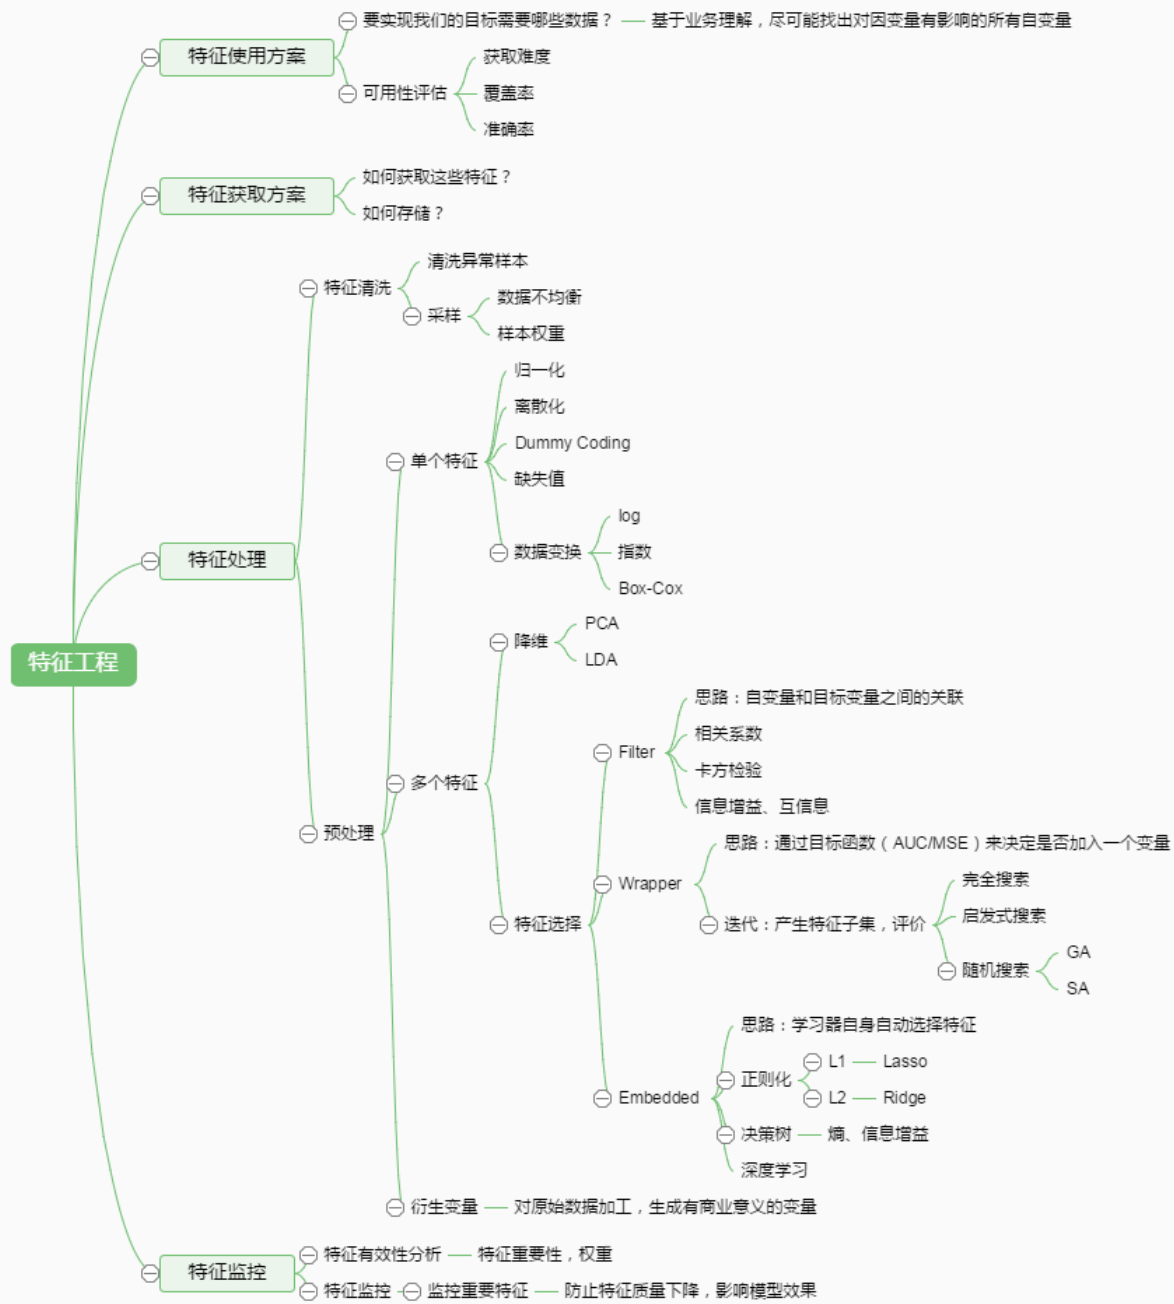 要实现我们的目标需要哪些数据？
基于业务理解，尽可能找出对因变量有影响的所有自变量
特征使用方案
获取难度
可用性评估
覆盖率
准确率
如何获取这些特征？
特征获取方案
如何存储？
清洗异常样本
特征清洗
数据不均衡
采样
样本权重
归一化
离散化
Dummy Coding
单个特征
缺失值
log
数据变换
指数
特征处理
Box-Cox
PCA
降维
LDA
特征工程
思路：自变量和目标变量之间的关联
相关系数
Filter
卡方检验
多个特征
信息增益、互信息
预处理
思路：通过目标函数（AUC/MSE）来决定是否加入一个变量
完全搜索
Wrapper
启发式搜索
特征选择
迭代：产生特征子集，评价
GA
随机搜索
SA
思路：学习器自身自动选择特征
L1
Lasso
正则化
L2
Ridge
Embedded
决策树
熵、信息增益
深度学习
衍生变量
对原始数据加工，生成有商业意义的变量
特征有效性分析
特征重要性，权重
特征监控
特征监控
监控重要特征
防止特征质量下降，影响模型效果